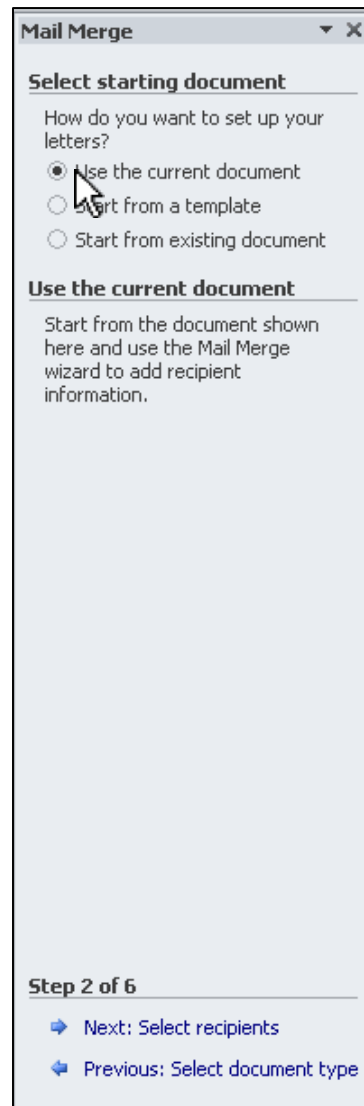 Mail Merge
Select starting document
How do you want to set up your
letters?
Use the current document
Start from a template
Start from existing document
Use the current document
Start from the document shown
here and use the Mail Merge
wizard to add recipient
information.
Step 2 of 6
Next: Select recipients
Previous: Select document type